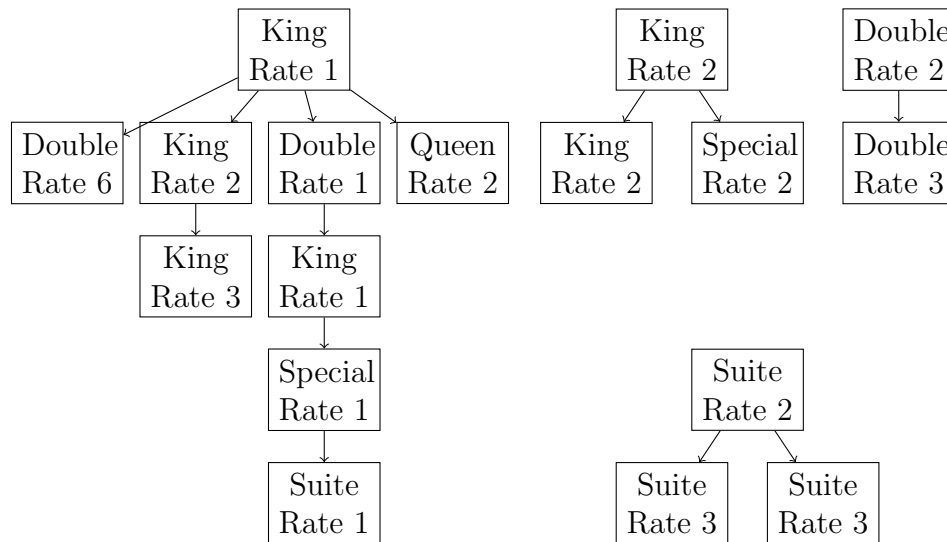 King
Rate 1
King
Rate 2
Double
Rate 2
Double
Rate 6
King
Rate 2
Double
Rate 1
Queen
Rate 2
King
Rate 2
Special
Rate 2
Double
Rate 3
King
Rate 3
King
Rate 1
Special
Rate 1
Suite
Rate 2
Suite
Rate 1
Suite
Rate 3
Suite
Rate 3